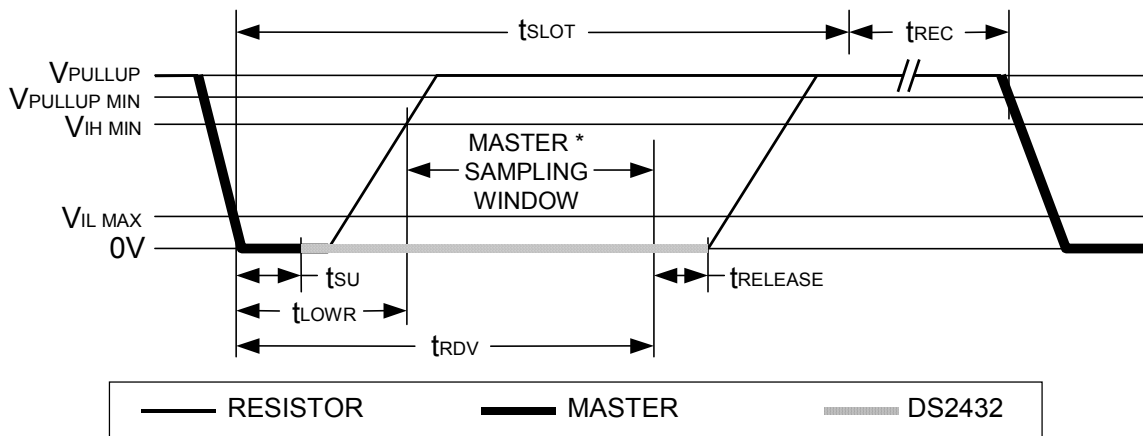 tSLOT
tREC
VPULLUP
VPULLUP MIN
VIH MIN
MASTER *
SAMPLING
WINDOW
VIL MAX
0V
tSU
tRELEASE
tLOWR
tRDV
RESISTOR MASTER DS2432